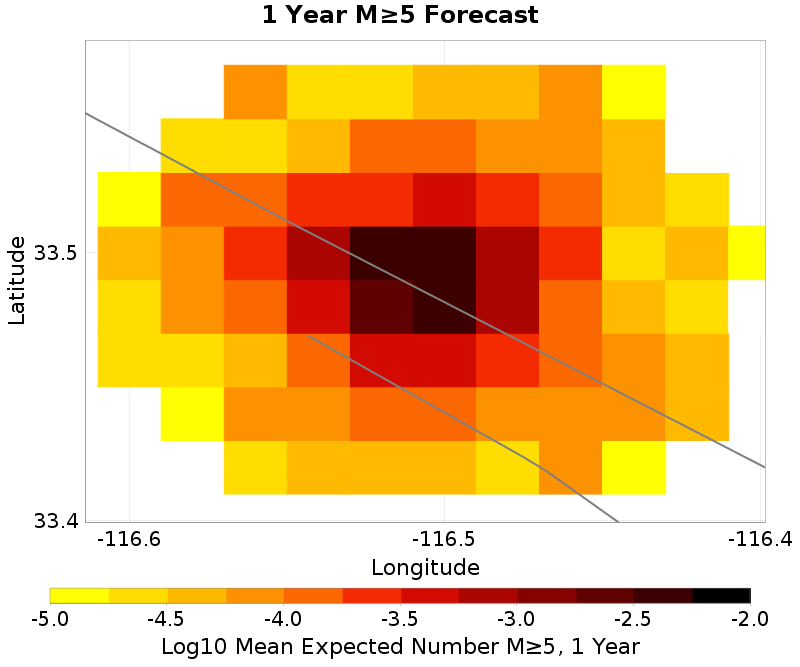 1 Year M≥5 Forecast
Latitude
33.5
33.4
-116.6 -116.5 -116.4
Longitude
-5.0 -4.5 -4.0 -3.5 -3.0 -2.5 -2.0
Log10 Mean Expected Number M≥5, 1 Year